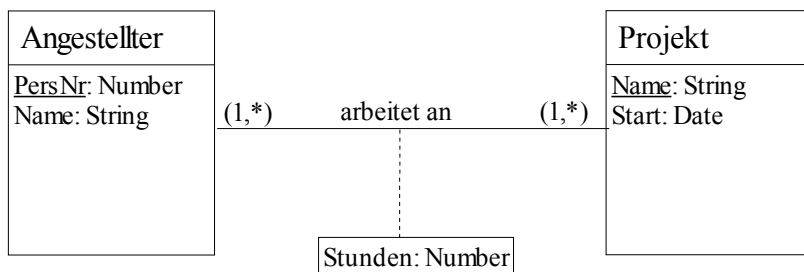 Angestellter
PersNr: Number
Name: String
(1,*)
arbeitet an
(1,*)
Projekt
Name: String
Start: Date
Stunden: Number